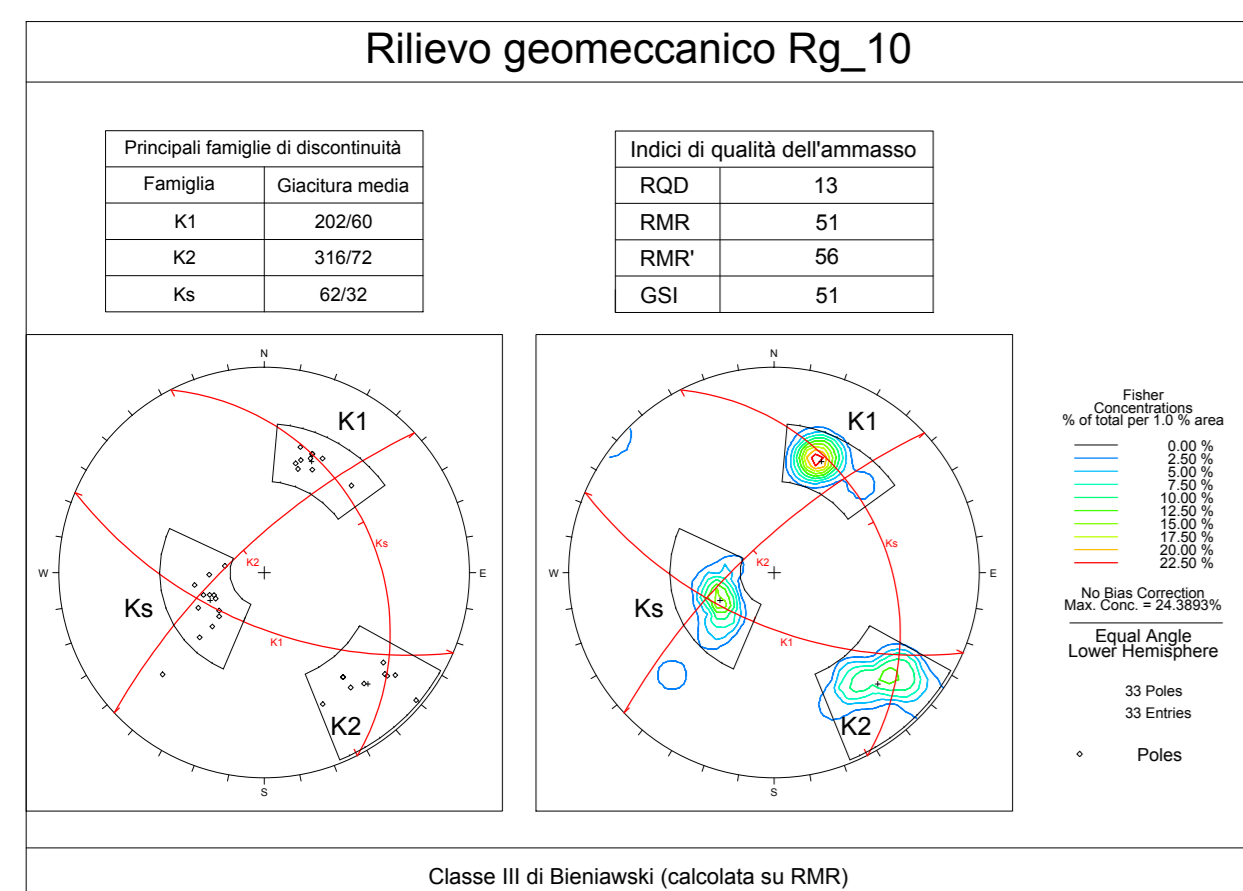 Rilievo geomeccanico Rg_10
Principali famiglie di discontinuità
Famiglia Giacitura media
K1 202/60
K2 316/72
Ks 62/32
Indici di qualità dell'ammasso
RQD 13
RMR 51
RMR' 56
GSI 51
N
K1
Ks
K2
W
E
Ks
K1
K2
S
N
K1
Ks
K2
W
E
Ks
K1
K2
S
Fisher
Concentrations
% of total per 1.0 % area
0.00 %
2.50 %
5.00 %
7.50 %
10.00 %
12.50 %
15.00 %
17.50 %
20.00 %
22.50 %
No Bias Correction
Max. Conc. = 24.3893%
Equal Angle
Lower Hemisphere
33 Poles
33 Entries
Poles
Classe III di Bieniawski (calcolata su RMR)